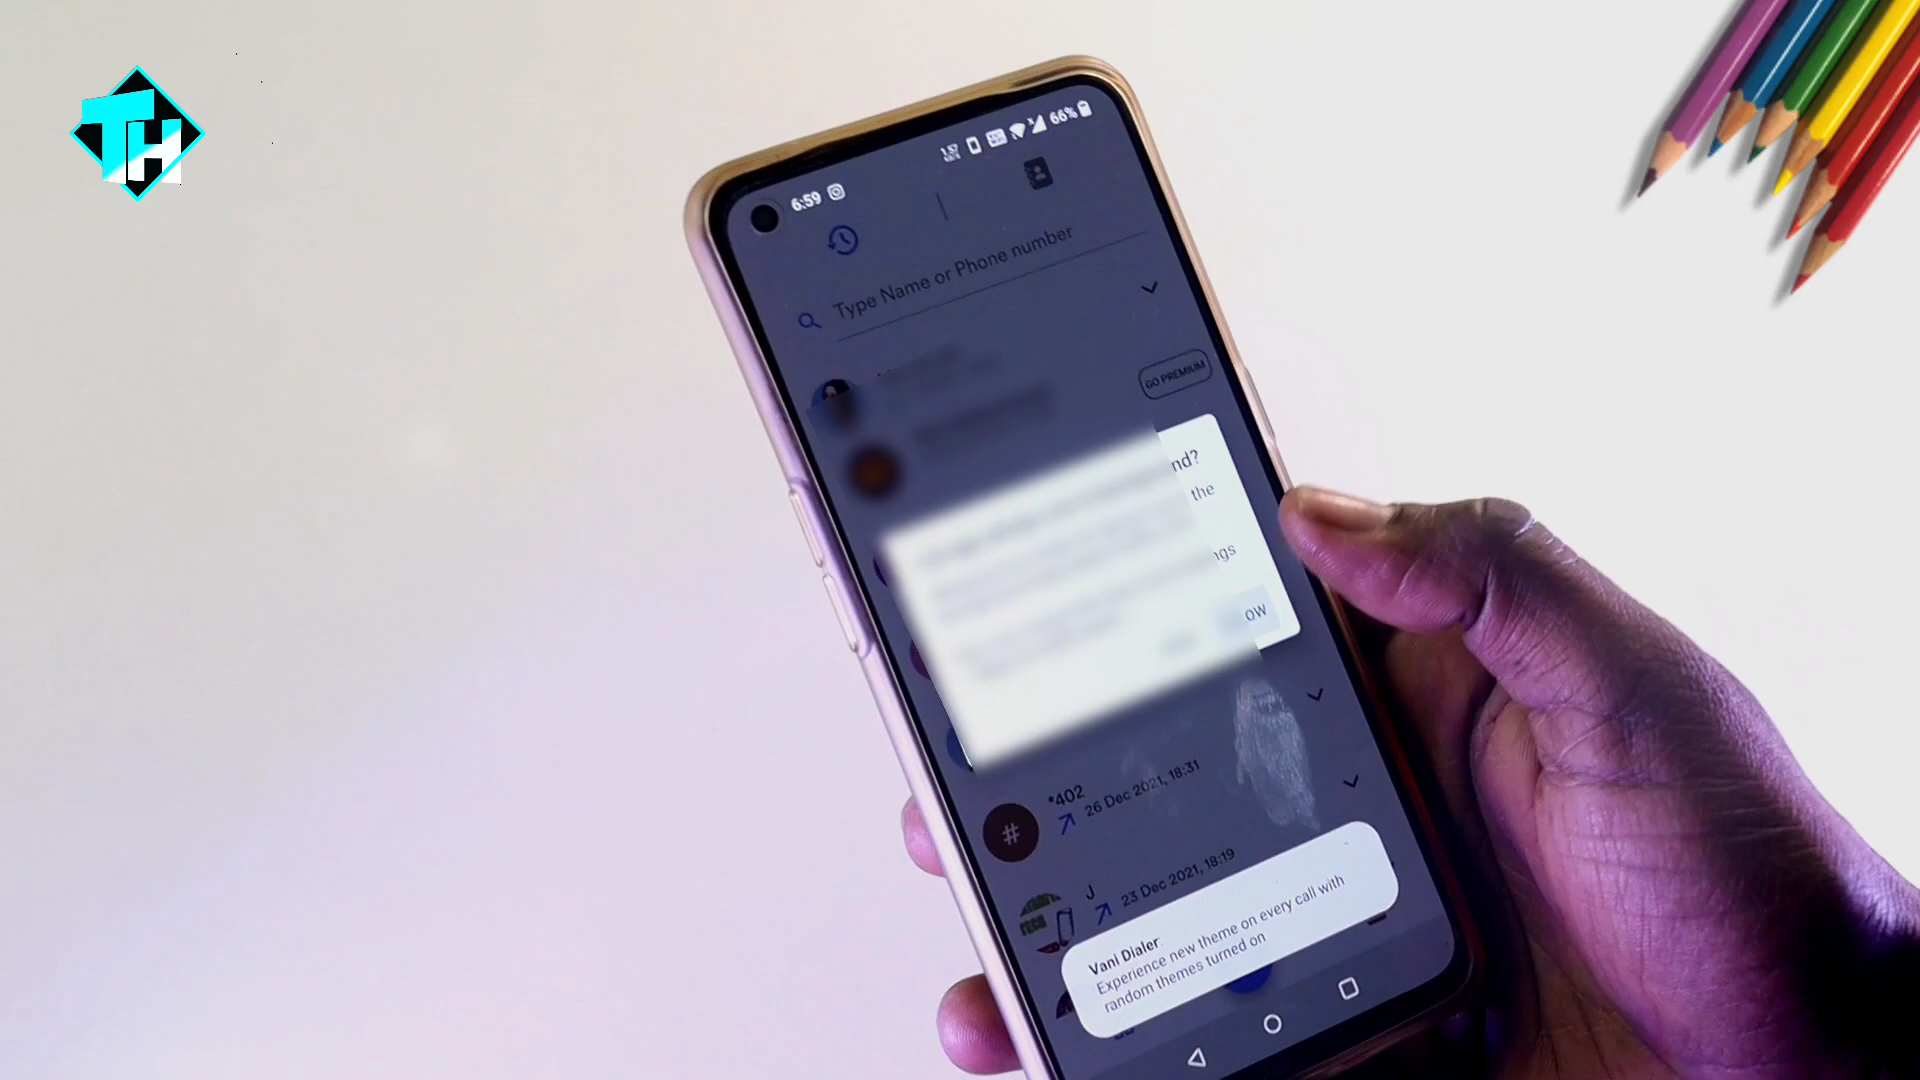 TH
6:59
66%
Type Name or Phone number
GO PREMIUM
nd?
the
ngs
ow
*402
26 Dec 2021, 18:31
#
J
23 Dec 2021, 18:19
TECH
Vani Dialer
Experience new theme on every call with
random themes turned on